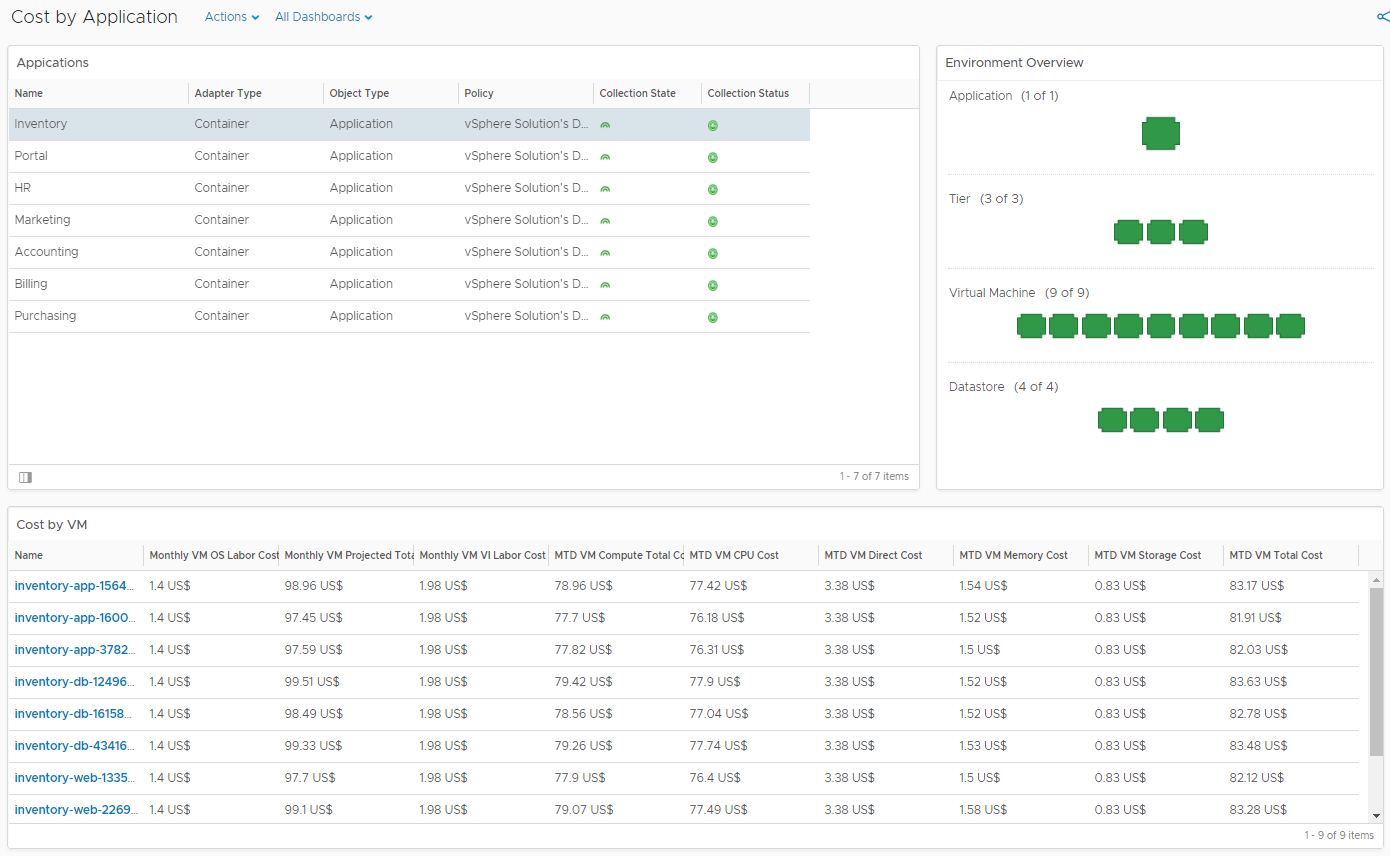 Cost by Application Actions All Dashboards
Appications
Name Adapter Type Object Type Policy Collection State Collection Status
Inventory Container Application vSphere Solution's D...
Portal Container Application vSphere Solution's D...
HR Container Application vSphere Solution's D...
Marketing Container Application vSphere Solution's D...
Accounting Container Application vSphere Solution's D...
Billing Container Application vSphere Solution's D...
Purchasing Container Application vSphere Solution's D...
1 - 7 of 7 items
Environment Overview
Application (1 of 1)
Tier (3 of 3)
Virtual Machine (9 of 9)
Datastore (4 of 4)
Cost by VM
Name Monthly VM OS Labor Cost Monthly VM Projected Tota Monthly VM VI Labor Cost MTD VM Compute Total Co MTD VM CPU Cost MTD VM Direct Cost MTD VM Memory Cost MTD VM Storage Cost MTD VM Total Cost
inventory-app-1564... 1.4 US$ 98.96 US$ 1.98 US$ 78.96 US$ 77.42 US$ 3.38 US$ 1.54 US$ 0.83 US$ 83.17 US$
inventory-app-1600... 1.4 US$ 97.45 US$ 1.98 US$ 77.7 US$ 76.18 US$ 3.38 US$ 1.52 US$ 0.83 US$ 81.91 US$
inventory-app-3782... 1.4 US$ 97.59 US$ 1.98 US$ 77.82 US$ 76.31 US$ 3.38 US$ 1.5 US$ 0.83 US$ 82.03 US$
inventory-db-12496... 1.4 US$ 99.51 US$ 1.98 US$ 79.42 US$ 77.9 US$ 3.38 US$ 1.52 US$ 0.83 US$ 83.63 US$
inventory-db-16158... 1.4 US$ 98.49 US$ 1.98 US$ 78.56 US$ 77.04 US$ 3.38 US$ 1.52 US$ 0.83 US$ 82.78 US$
inventory-db-43416... 1.4 US$ 99.33 US$ 1.98 US$ 79.26 US$ 77.74 US$ 3.38 US$ 1.53 US$ 0.83 US$ 83.48 US$
inventory-web-1335... 1.4 US$ 97.7 US$ 1.98 US$ 77.9 US$ 76.4 US$ 3.38 US$ 1.5 US$ 0.83 US$ 82.12 US$
inventory-web-2269... 1.4 US$ 99.1 US$ 1.98 US$ 79.07 US$ 77.49 US$ 3.38 US$ 1.58 US$ 0.83 US$ 83.28 US$
1 - 9 of 9 items